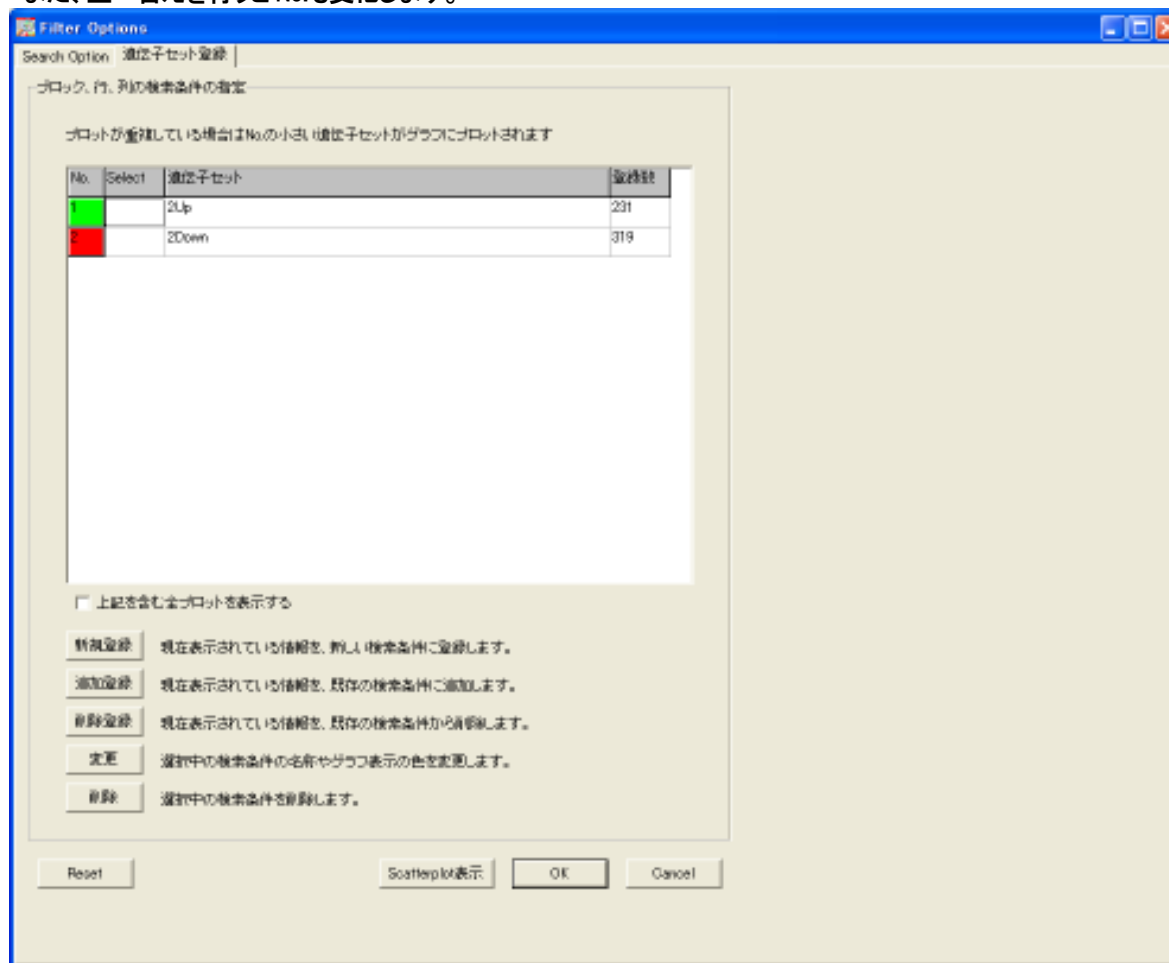 Filter Options
Search Option 遺伝子セット登録
ブロック、行、列の検索条件の指定
プロットが重複している場合はNo.の小さい遺伝子セットがグラフにプロットされます
No. Select 遺伝子セット 登録数
1 2Up 231
2 2Down 319
上記を含む全プロットを表示する
新規登録 現在表示されている情報を、新しい検索条件に登録します。
追加登録 現在表示されている情報を、既存の検索条件に追加します。
削除登録 現在表示されている情報を、既存の検索条件から削除します。
変更 選択中の検索条件の名称やグラフ表示の色を変更します。
削除 選択中の検索条件を削除します。
Reset Scatterplot表示 OK Cancel